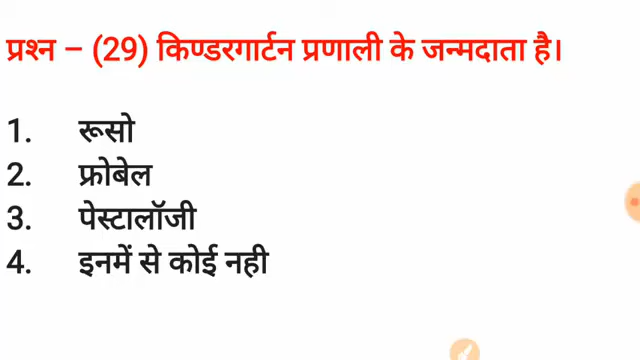 प्रश्न – (29) किण्डरगार्टन प्रणाली के जन्मदाता है।
1. रूसो
2. फ्रोबेल
3. पेस्टालॉजी
4. इनमें से कोई नही